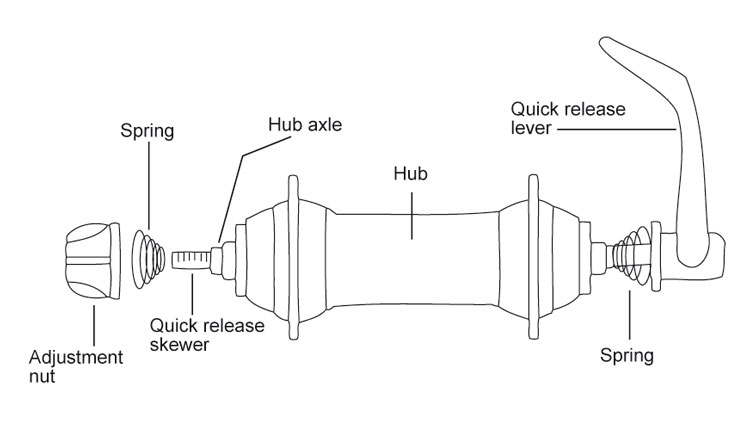 Quick release
lever
Hub axle
Spring
Hub
Quick release
skewer
Adjustment
nut
Spring